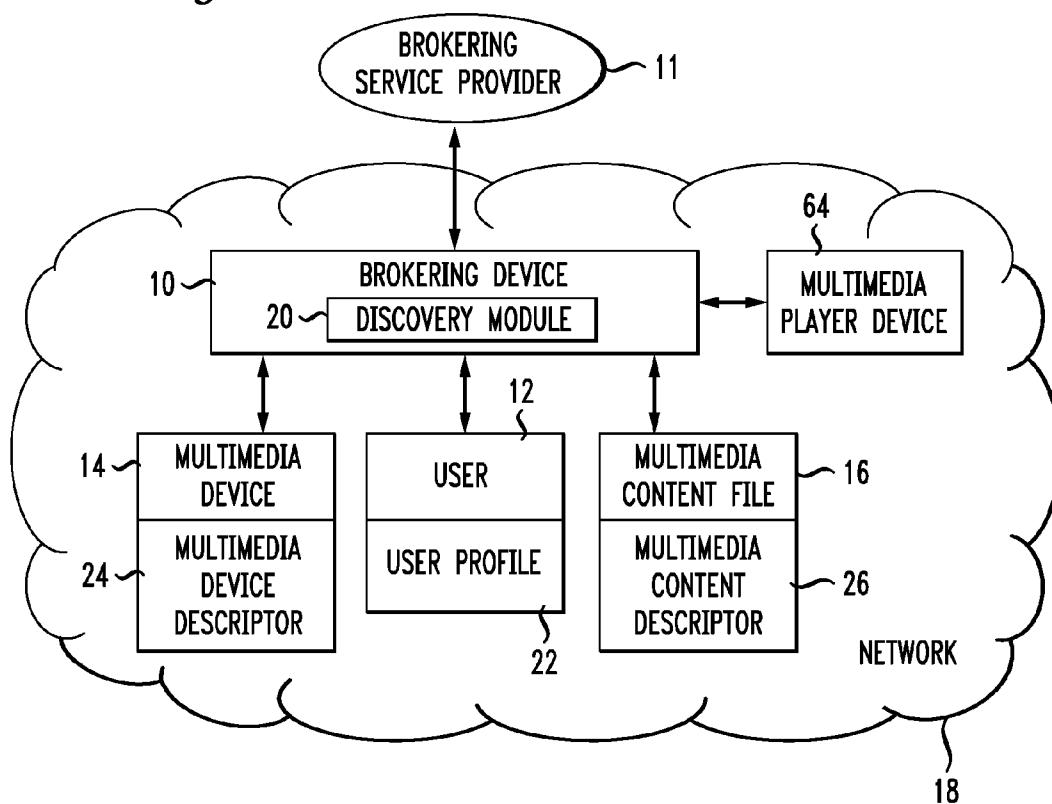 BROKERING
SERVICE PROVIDER
11
64
10
BROKERING DEVICE
20
DISCOVERY MODULE
MULTIMEDIA
PLAYER DEVICE
12
14
MULTIMEDIA
DEVICE
USER
MULTIMEDIA
CONTENT FILE
16
24
MULTIMEDIA
DEVICE
DESCRIPTOR
USER PROFILE
MULTIMEDIA
CONTENT
DESCRIPTOR
26
22
NETWORK
18